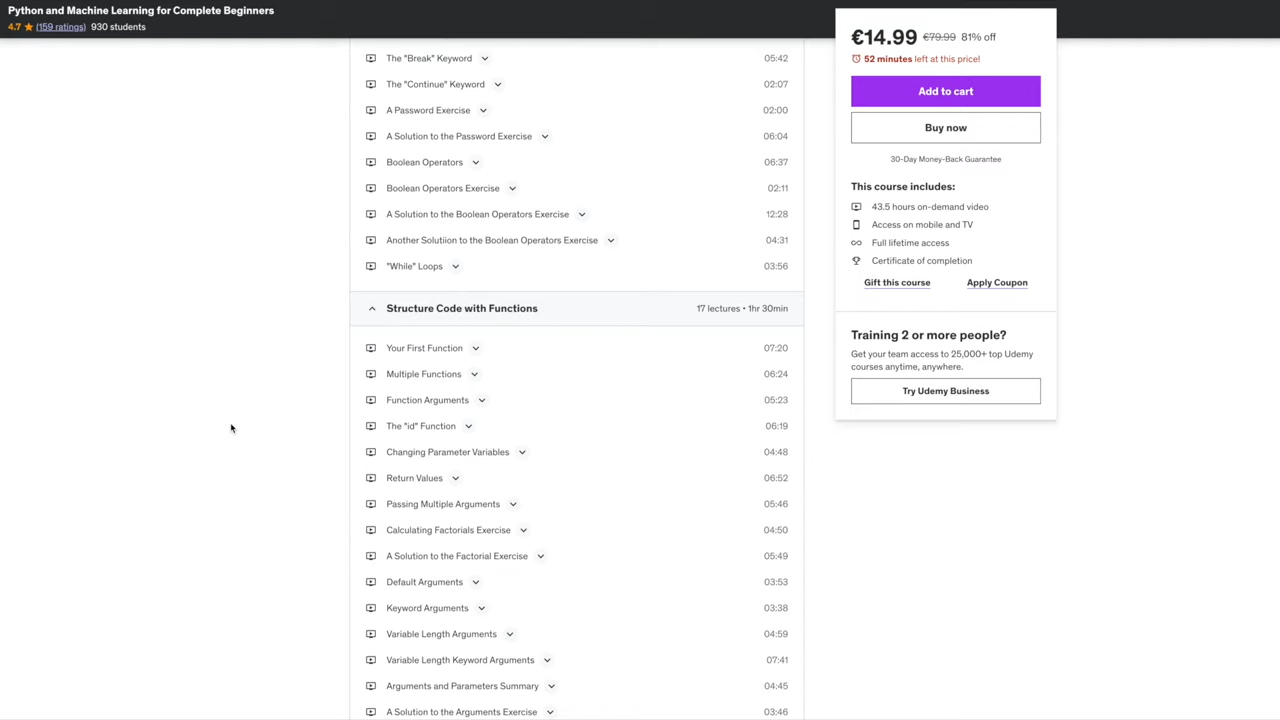 Python and Machine Learning for Complete Beginners
4.7 (159 ratings) 930 students
The "Break" Keyword 05:42
The "Continue" Keyword 02:07
A Password Exercise 02:00
A Solution to the Password Exercise 06:04
Boolean Operators 06:37
Boolean Operators Exercise 02:11
A Solution to the Boolean Operators Exercise 12:28
Another Solutiion to the Boolean Operators Exercise 04:31
"While" Loops 03:56
Structure Code with Functions 17 lectures • 1hr 30min
Your First Function 07:20
Multiple Functions 06:24
Function Arguments 05:23
The "id" Function 06:19
Changing Parameter Variables 04:48
Return Values 06:52
Passing Multiple Arguments 05:46
Calculating Factorials Exercise 04:50
A Solution to the Factorial Exercise 05:49
Default Arguments 03:53
Keyword Arguments 03:38
Variable Length Arguments 04:59
Variable Length Keyword Arguments 07:41
Arguments and Parameters Summary 04:45
A Solution to the Arguments Exercise 03:46
€14.99 €79.99 81% off
52 minutes left at this price!
Add to cart
Buy now
30-Day Money-Back Guarantee
This course includes:
43.5 hours on-demand video
Access on mobile and TV
Full lifetime access
Certificate of completion
Gift this course Apply Coupon
Training 2 or more people?
Get your team access to 25,000+ top Udemy
courses anytime, anywhere.
Try Udemy Business